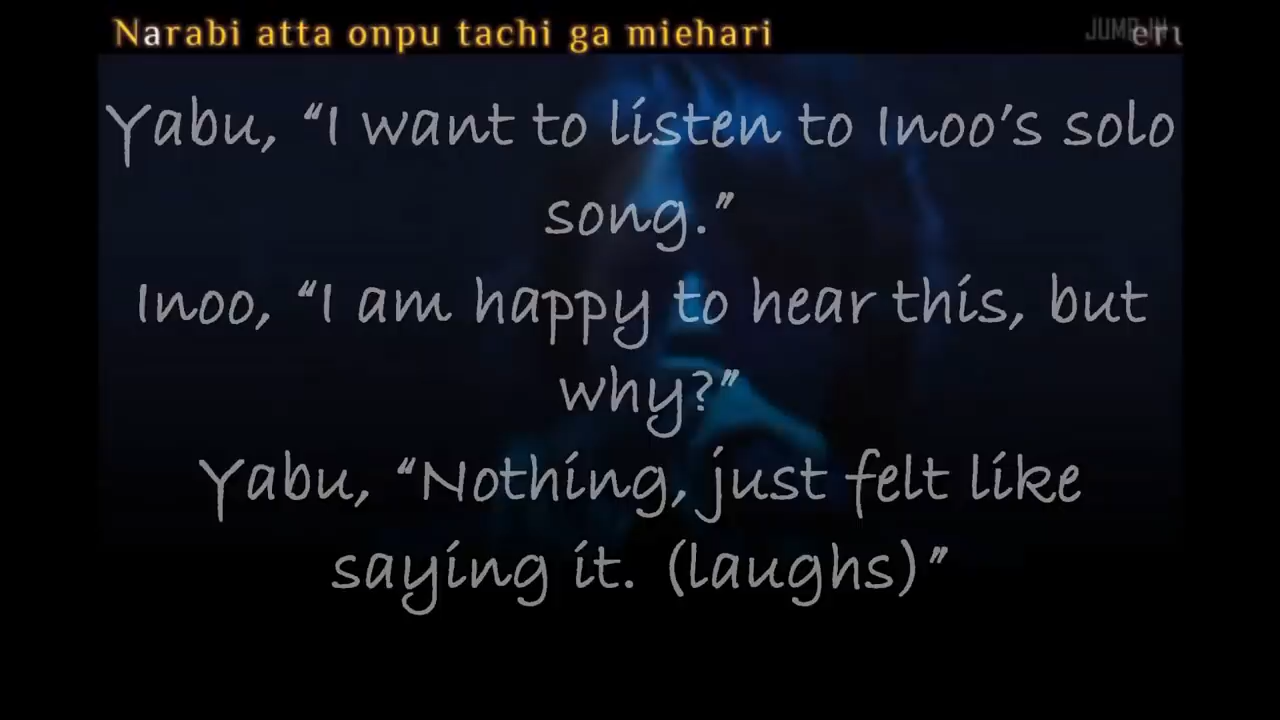 Narabi atta onpu tachi ga miehari
JUMP
Yabu, “I want to listen to Inoo’s solo
song.”
Inoo, “I am happy to hear this, but
why?”
Yabu, “Nothing, just felt like
saying it. (laughs)”